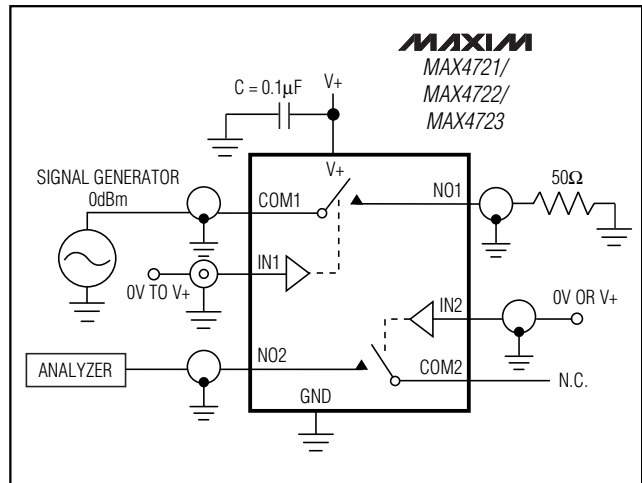 MAXIM
MAX4721/
MAX4722/
MAX4723
C = 0.1µF
V+
V+
SIGNAL GENERATOR
0dBm
COM1
NO1
50Ω
IN1
0V TO V+
IN2
0V OR V+
ANALYZER
NO2
COM2
N.C.
GND